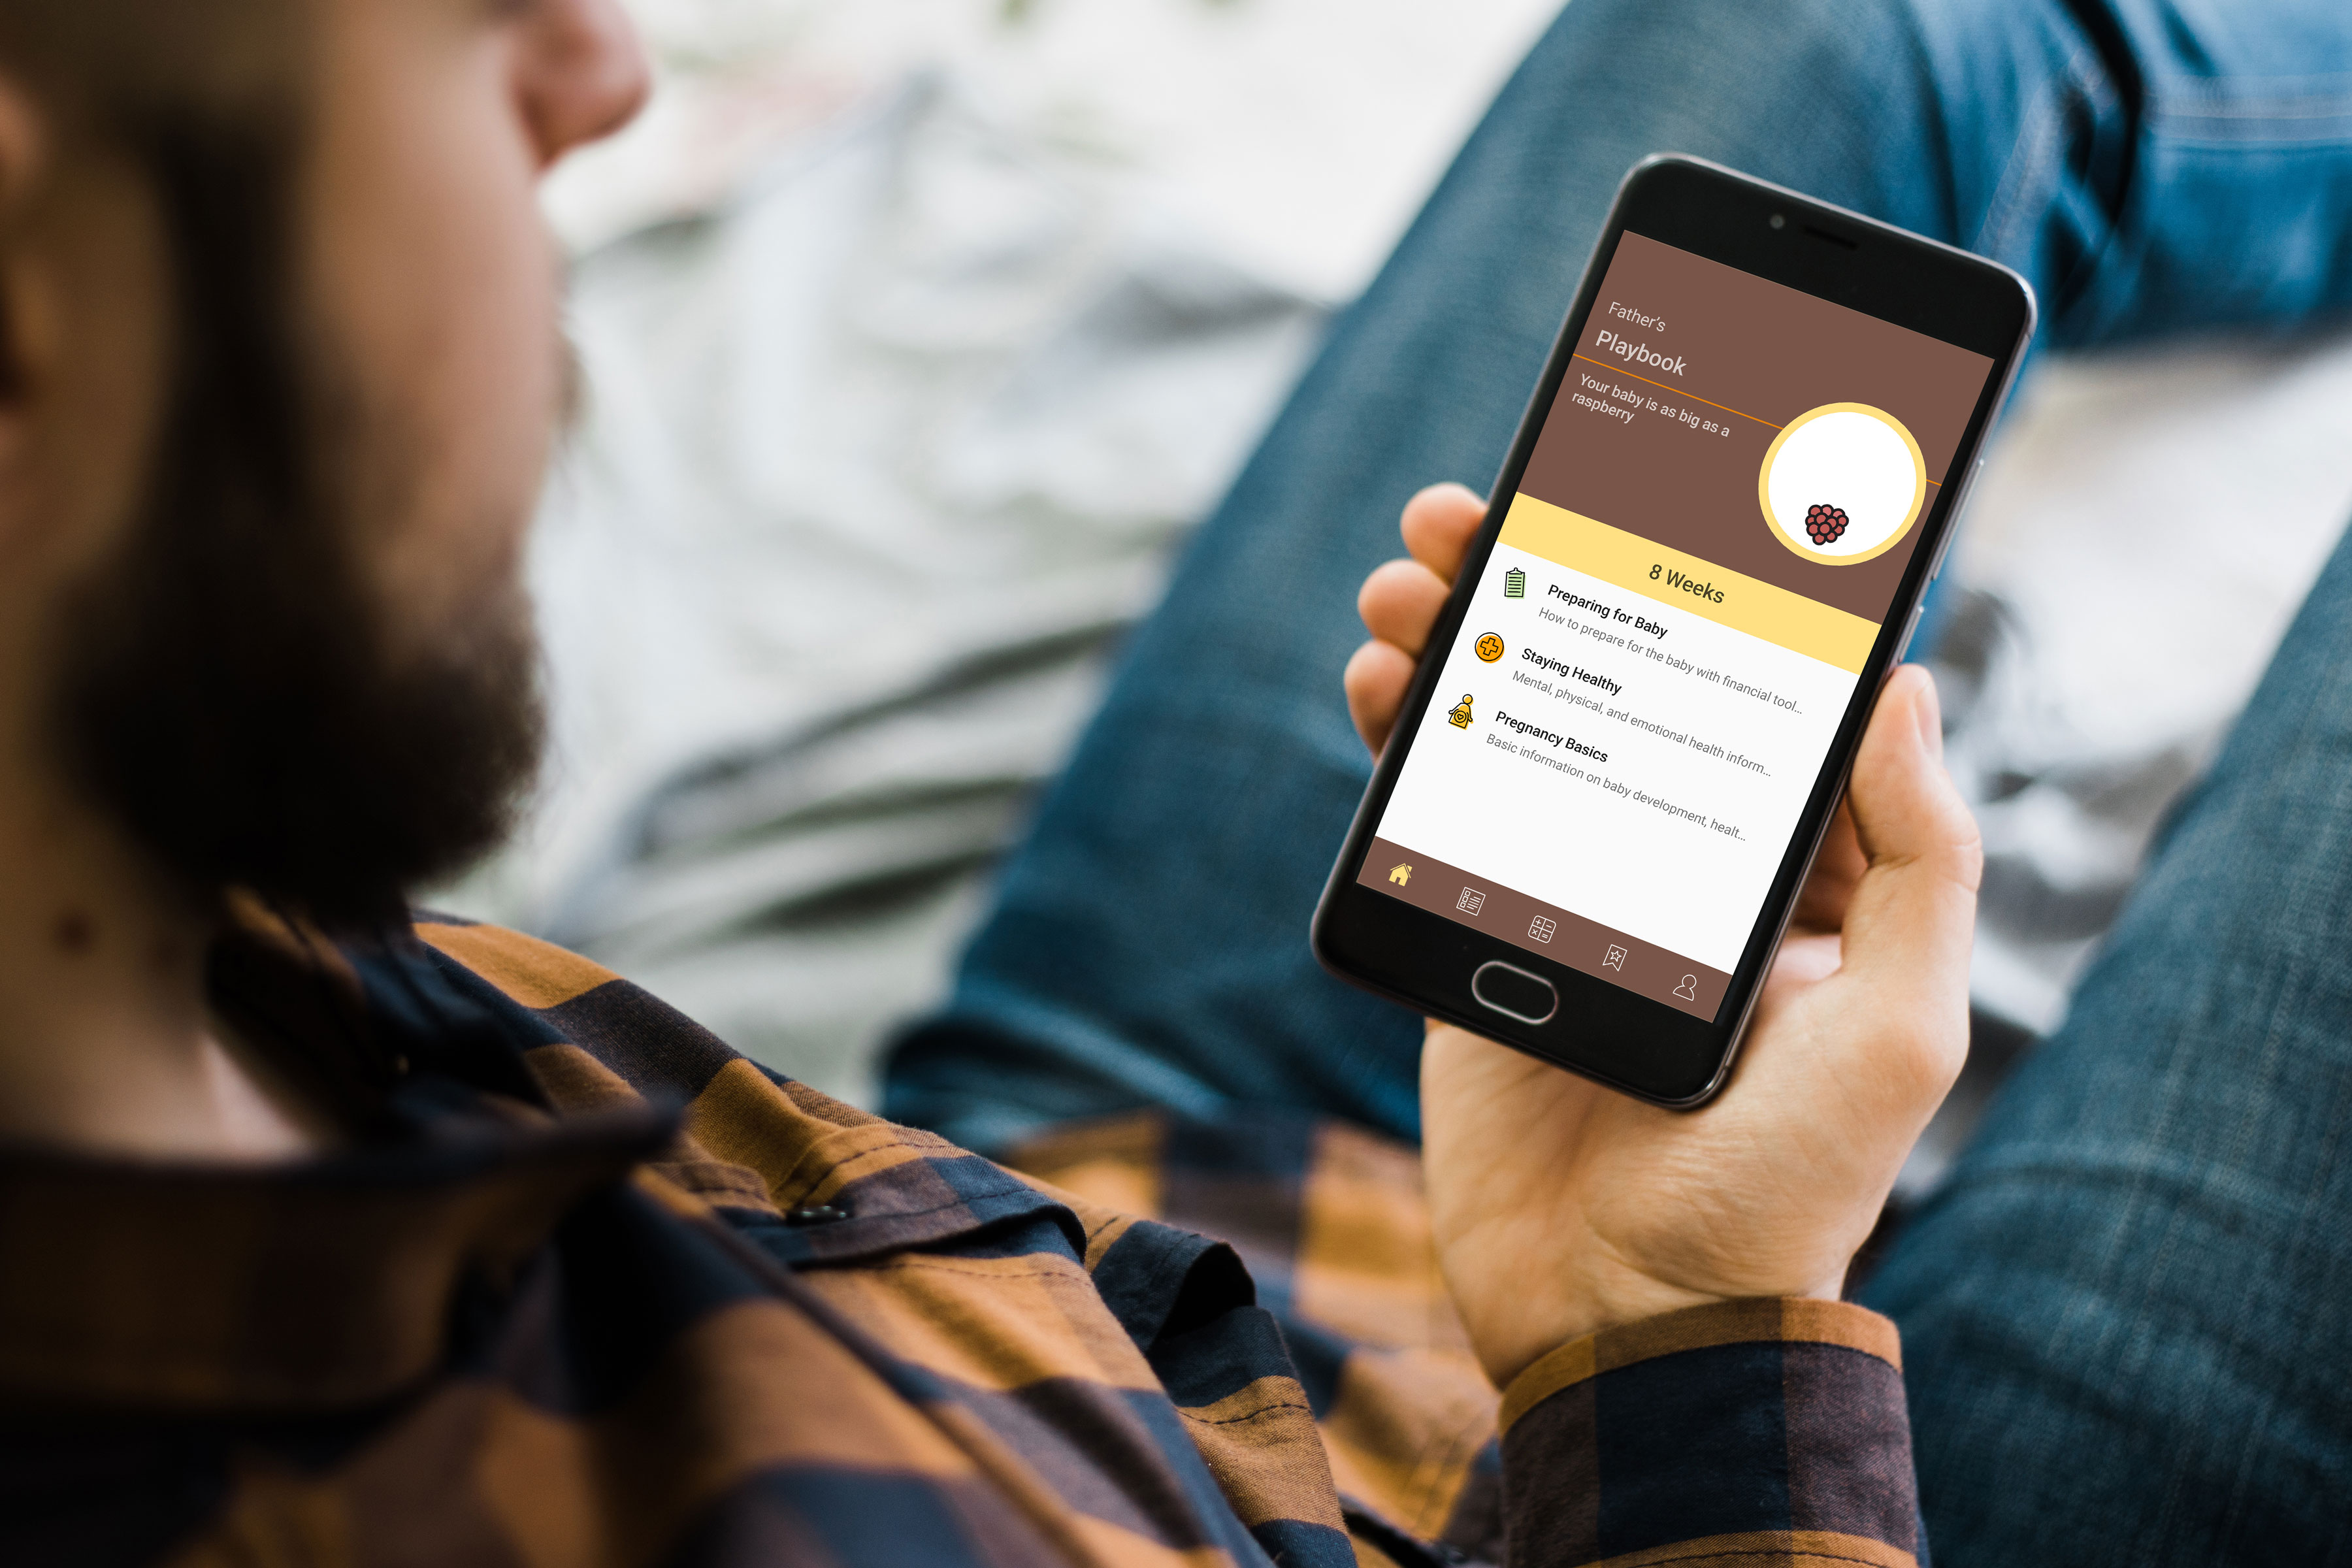 Father's
Playbook
Your baby is as big as a
raspberry
8 Weeks
Preparing for Baby
How to prepare for the baby with financial tool...
Staying Healthy
Mental, physical, and emotional health inform...
Pregnancy Basics
Basic information on baby development, healt...